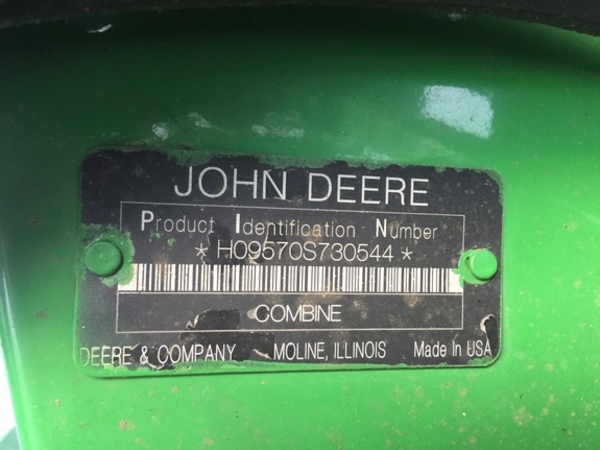 JOHN DEERE
Product Identification Number
* H09570S730544 *
COMBINE
DEERE & COMPANY MOLINE, ILLINOIS Made In USA